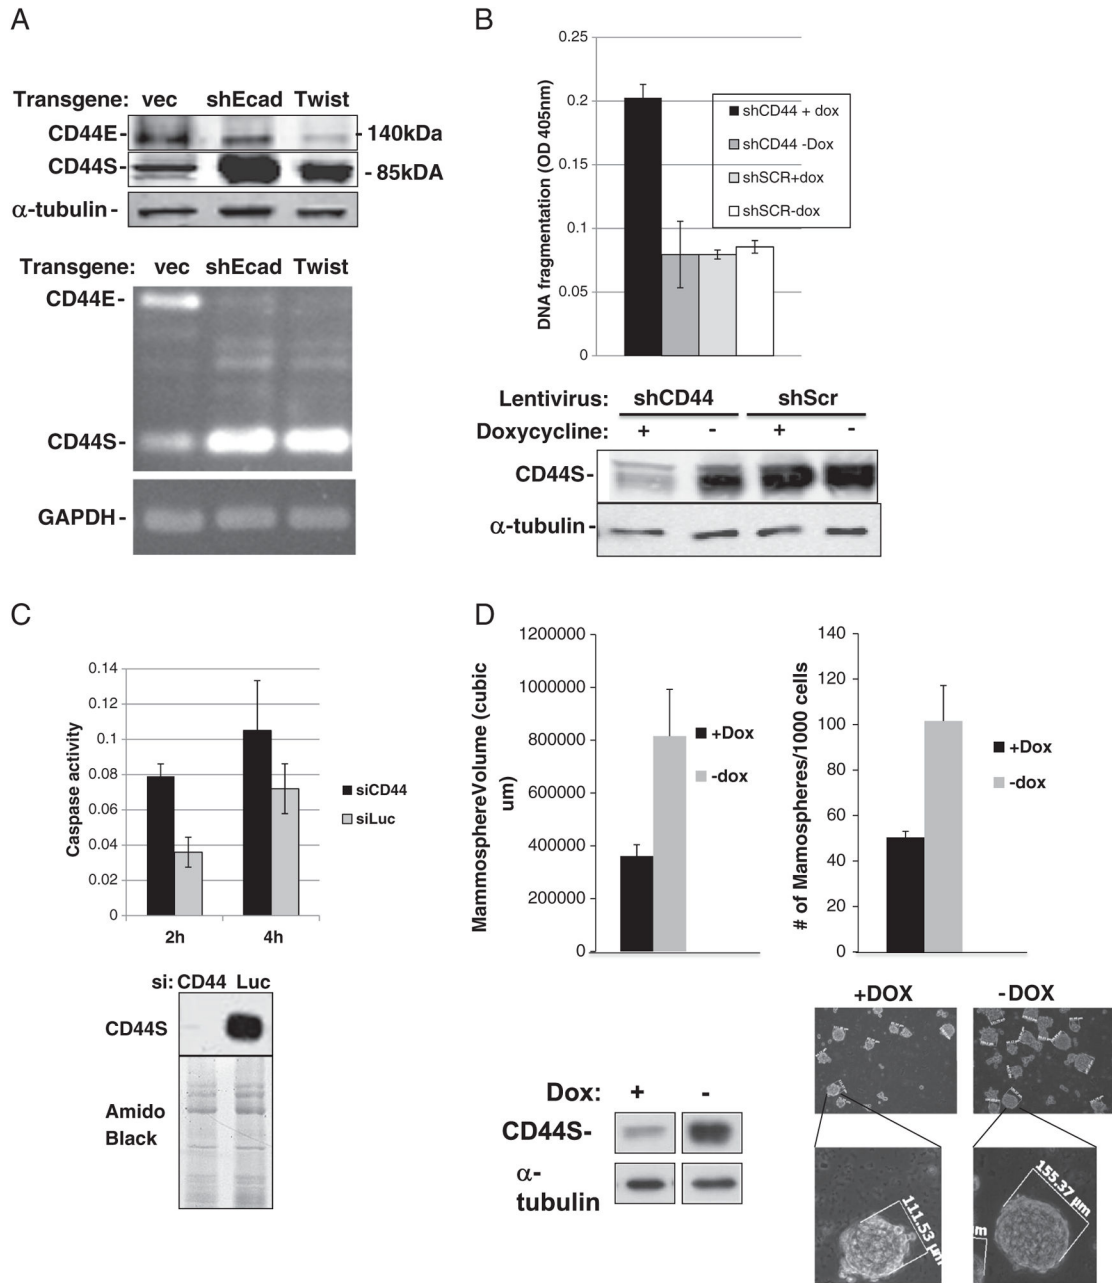 A
Transgene: vec shEcad Twist
CD44E- - 140kDa
CD44S- - 85kDA
α-tubulin -
Transgene: vec shEcad Twist
CD44E-
CD44S-
GAPDH -
B
0.25
0.2
0.15
0.1
0.05
0
DNA fragmentation (OD 405nm)
shCD44 + dox
shCD44 -Dox
shSCR+dox
shSCR-dox
Lentivirus: shCD44 shScr
Doxycycline: + - + -
CD44S-
α-tubulin -
C
0.14
0.12
0.1
0.08
0.06
0.04
0.02
0
Caspase activity
2h 4h
siCD44
siLuc
si: CD44 Luc
CD44S
Amido
Black
D
1200000
1000000
800000
600000
400000
200000
0
MammosphereVolume (cubic
um)
+Dox
-dox
140
120
100
80
60
40
20
0
# of Mamospheres/1000 cells
+Dox
-dox
Dox: + -
CD44S-
α-
tubulin
+DOX -DOX
111.53 µm
155.37 µm